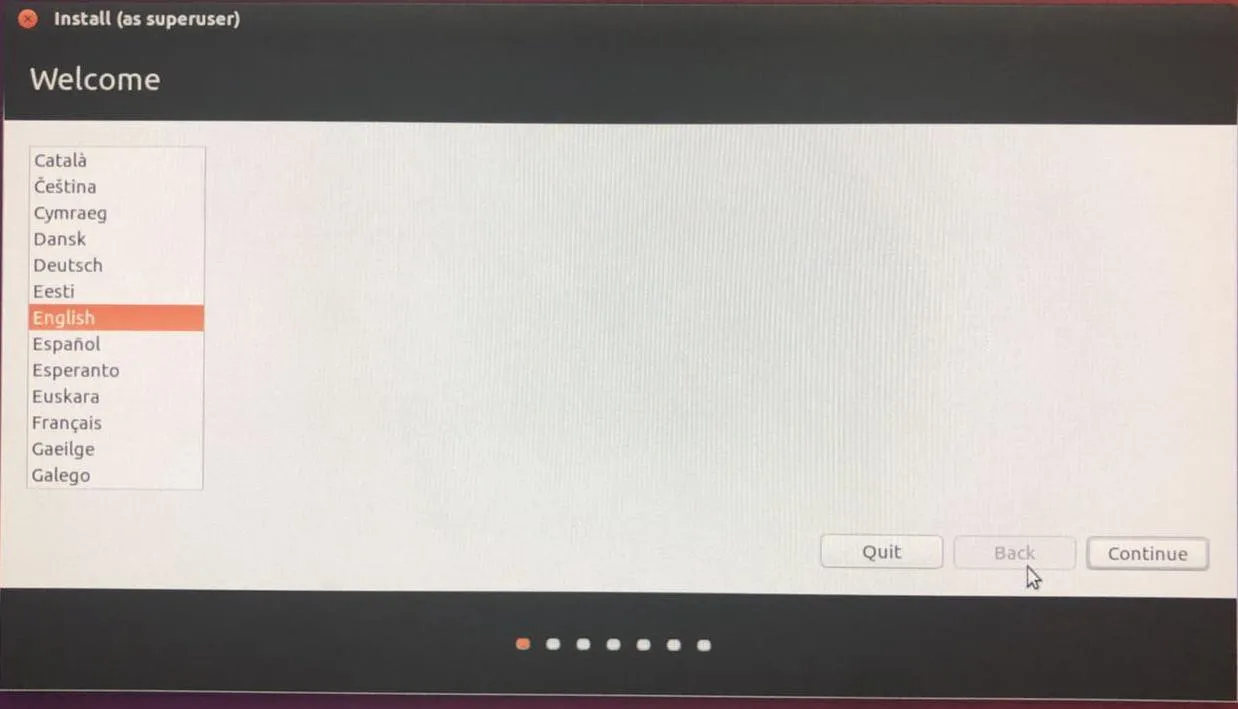 Install (as superuser)
Welcome
Català
Čeština
Cymraeg
Dansk
Deutsch
Eesti
English
Español
Esperanto
Euskara
Français
Gaeilge
Galego
Quit Back Continue